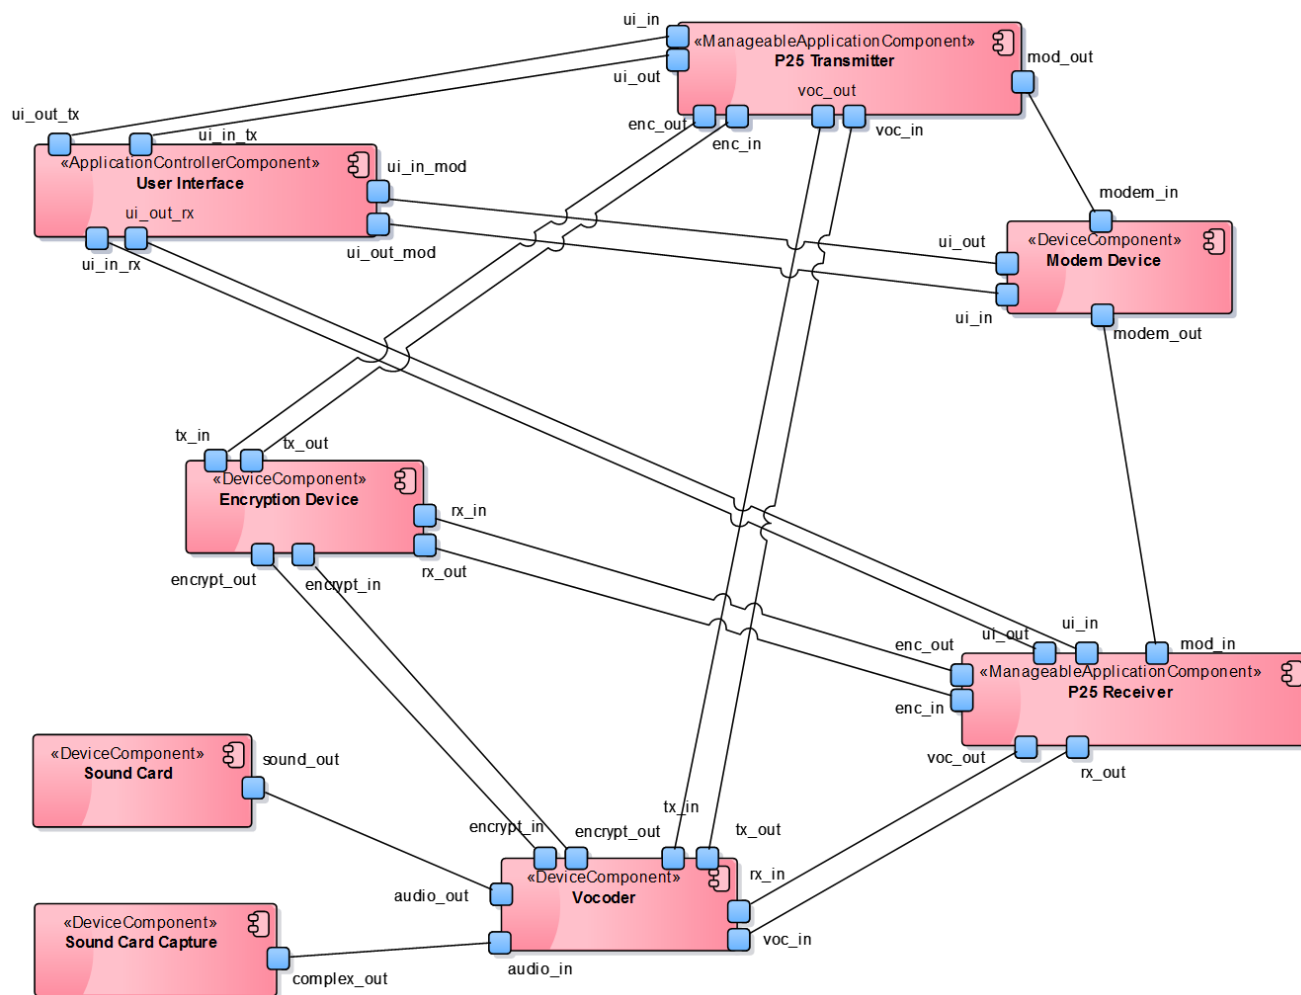 ui_in
«ManageableApplicationComponent»
P25 Transmitter
mod_out
ui_out
voc_out
ui_out_tx
enc_out
voc_in
ui_in_tx
enc_in
«ApplicationControllerComponent»
User Interface
ui_in_mod
modem_in
ui_out_rx
ui_out
«DeviceComponent»
Modem Device
ui_out_mod
ui_in_rx
ui_in
modem_out
tx_in
tx_out
«DeviceComponent»
Encryption Device
rx_in
rx_out
encrypt_out
encrypt_in
ui_out
ui_in
mod_in
enc_out
«ManageableApplicationComponent»
P25 Receiver
enc_in
«DeviceComponent»
Sound Card
sound_out
voc_out
rx_out
tx_in
encrypt_in
encrypt_out
tx_out
«DeviceComponent»
Vocoder
rx_in
audio_out
voc_in
«DeviceComponent»
Sound Card Capture
audio_in
complex_out